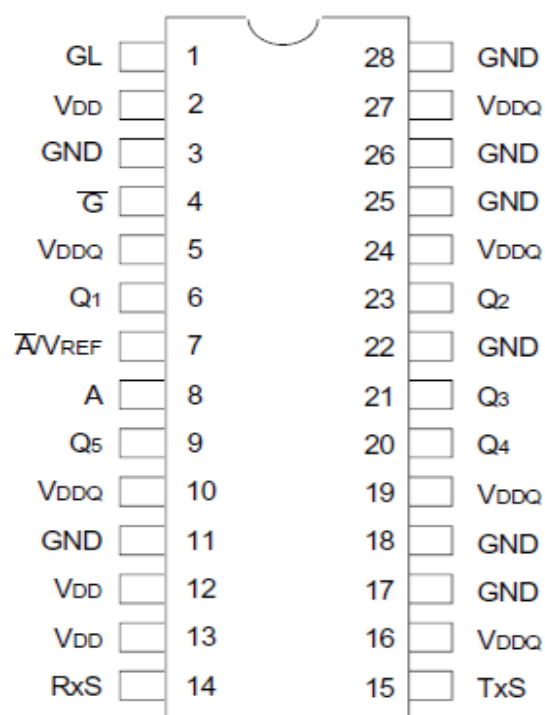 GL 1 28 GND
VDD 2 27 VDDQ
GND 3 26 GND
G̅ 4 25 GND
VDDQ 5 24 VDDQ
Q1 6 23 Q2
A̅/VREF 7 22 GND
A 8 21 Q3
Q5 9 20 Q4
VDDQ 10 19 VDDQ
GND 11 18 GND
VDD 12 17 GND
VDD 13 16 VDDQ
RxS 14 15 TxS